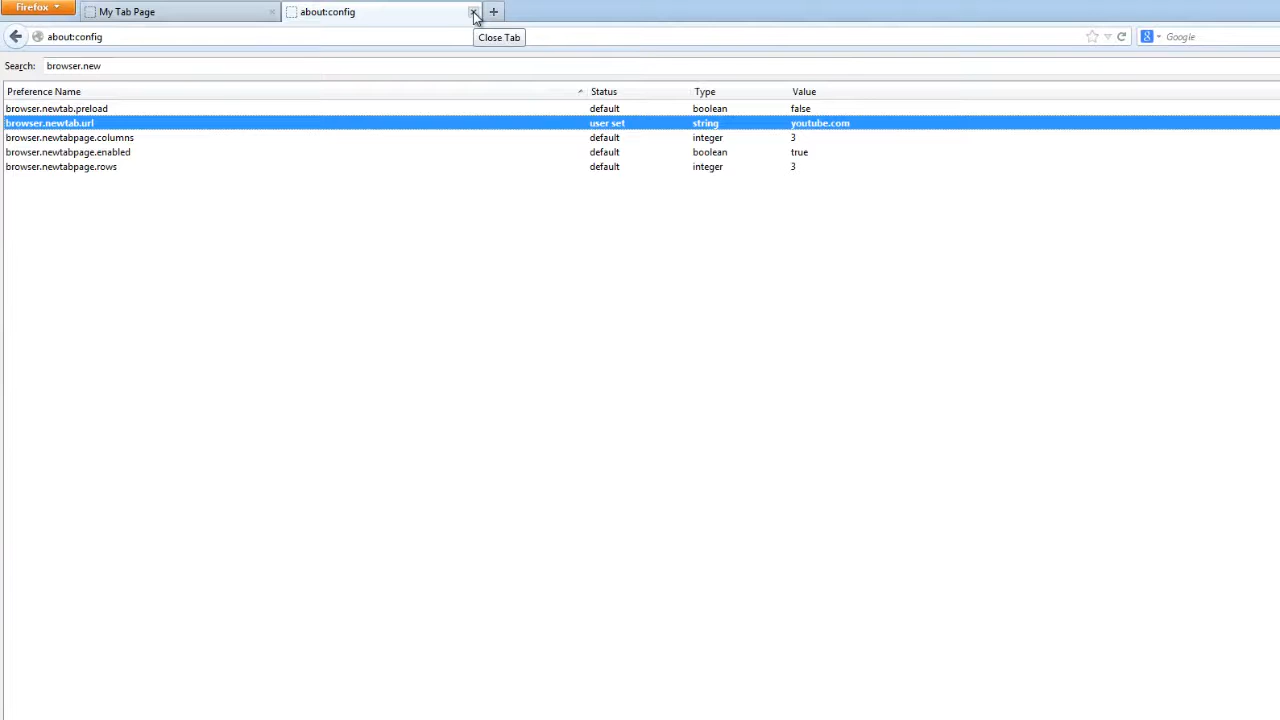 Firefox
My Tab Page
about:config
about:config
Close Tab
Google
Search: browser.new
Preference Name Status Type Value
browser.newtab.preload default boolean false
browser.newtab.url user set string youtube.com
browser.newtabpage.columns default integer 3
browser.newtabpage.enabled default boolean true
browser.newtabpage.rows default integer 3